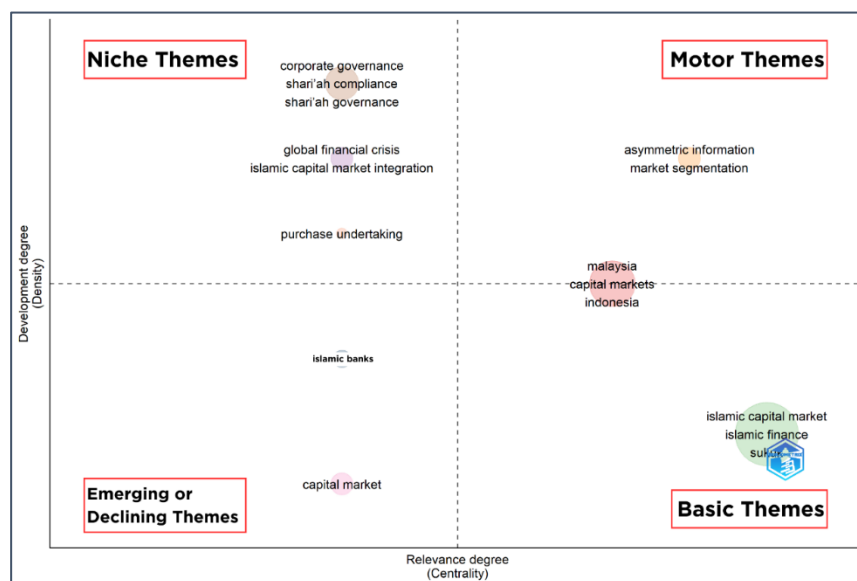 Niche Themes
Motor Themes
corporate governance
shari'ah compliance
shari'ah governance
global financial crisis
islamic capital market integration
asymmetric information
market segmentation
purchase undertaking
malaysia
capital markets
indonesia
Development degree
(Density)
islamic banks
islamic capital market
islamic finance
capital market
Emerging or
Declining Themes
Basic Themes
Relevance degree
(Centrality)